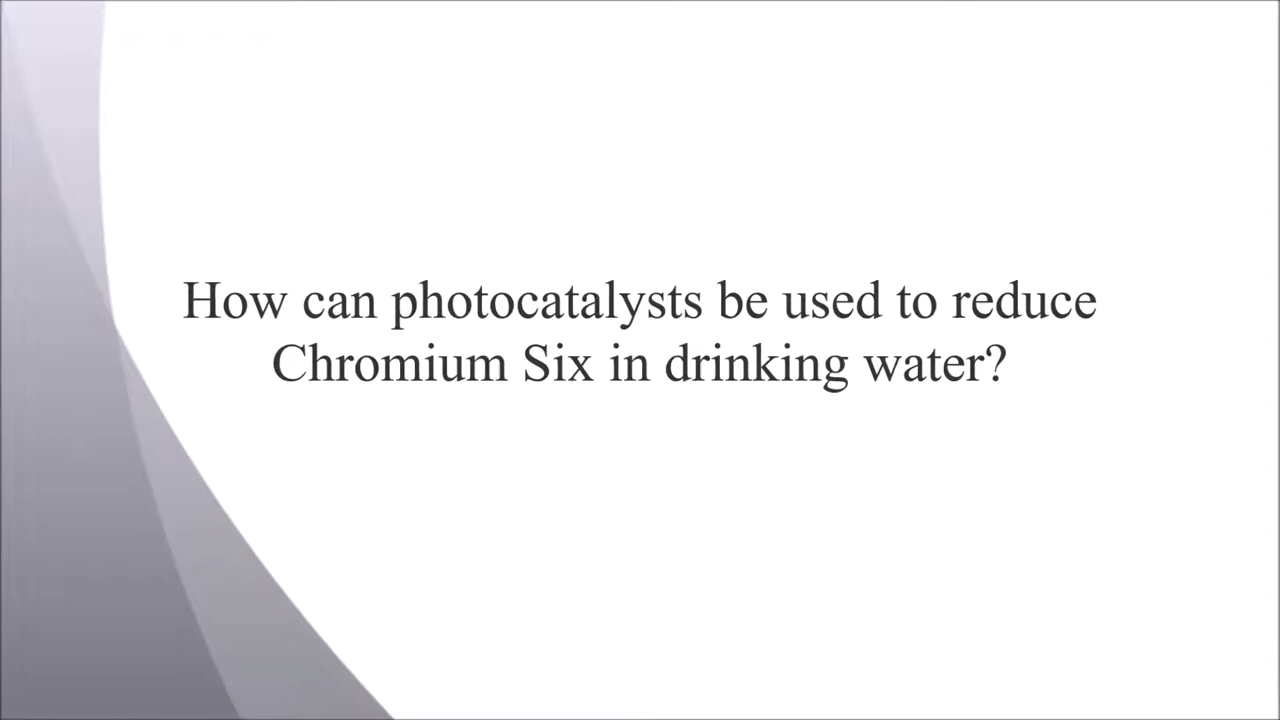 How can photocatalysts be used to reduce
Chromium Six in drinking water?